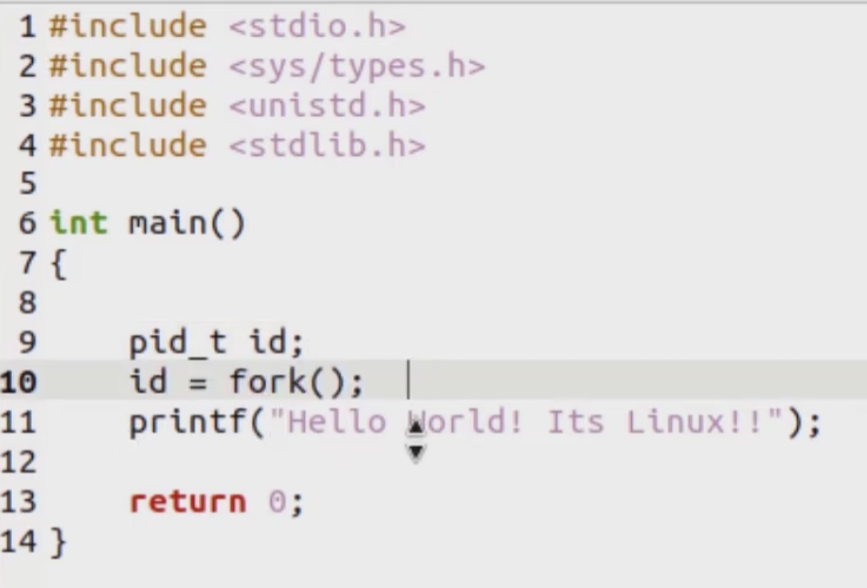 1 #include <stdio.h>
2 #include <sys/types.h>
3 #include <unistd.h>
4 #include <stdlib.h>
5
6 int main()
7 {
8
9     pid_t id;
10     id = fork();
11     printf("Hello World! Its Linux!!");
12
13     return 0;
14 }